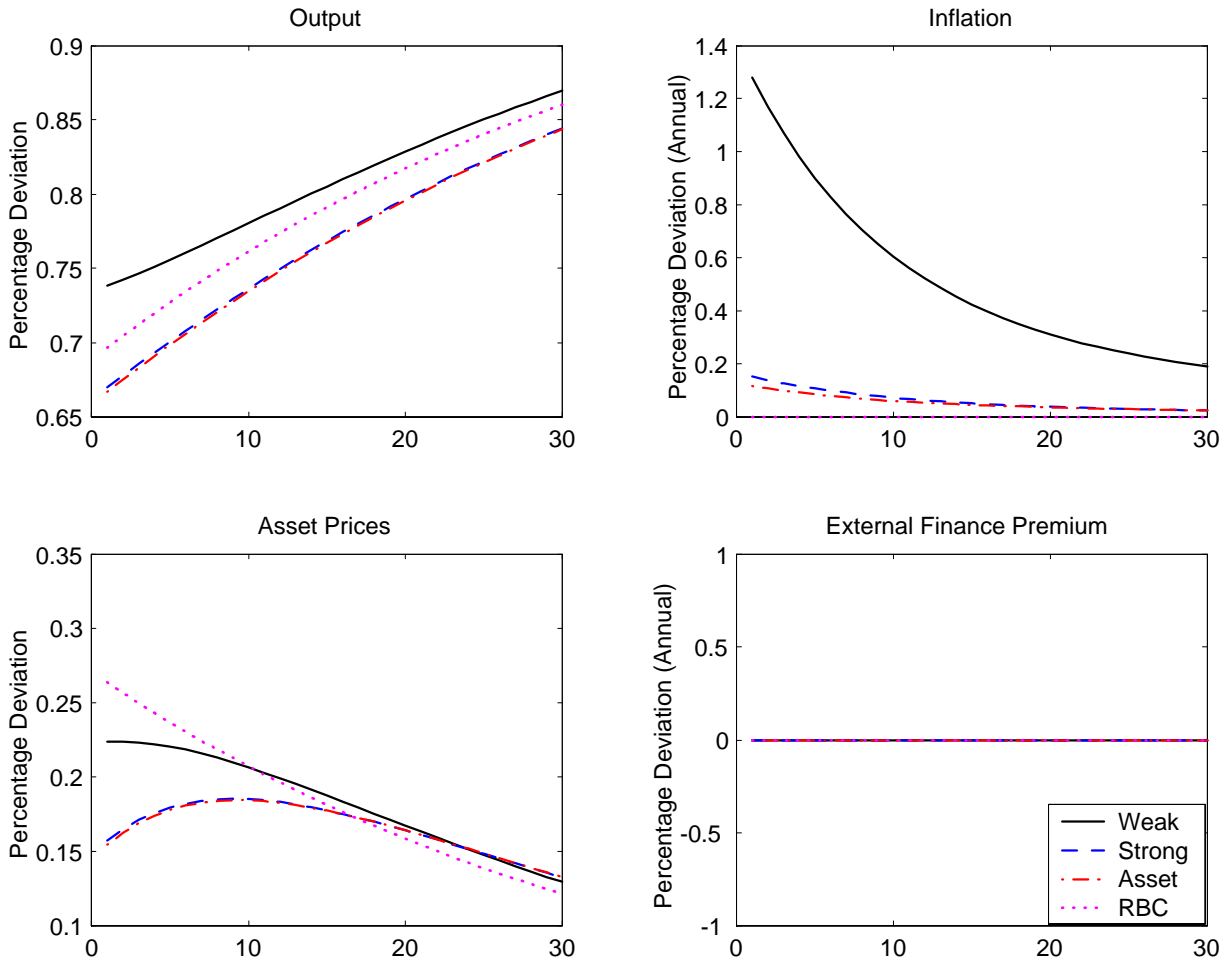 Output
Percentage Deviation
0.9
0.85
0.8
0.75
0.7
0.65
0 10 20 30
Inflation
Percentage Deviation (Annual)
1.4
1.2
1
0.8
0.6
0.4
0.2
0
0 10 20 30
Asset Prices
Percentage Deviation
0.35
0.3
0.25
0.2
0.15
0.1
0 10 20 30
External Finance Premium
Percentage Deviation (Annual)
1
0.5
0
-0.5
-1
0 10 20 30
Weak
Strong
Asset
RBC